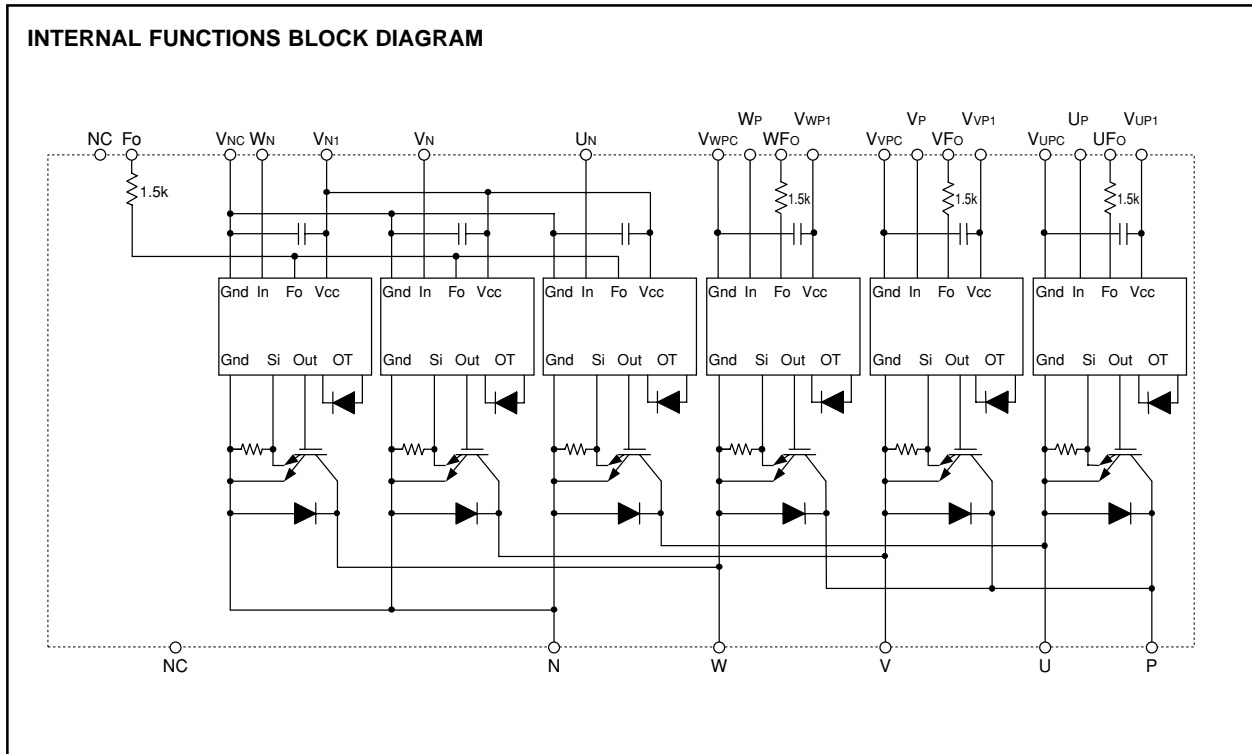 INTERNAL FUNCTIONS BLOCK DIAGRAM
WP VWP1 VP VVP1 UP VUP1
NC FO VNC WN VN1 VN UN VWPC WFO VVPC VFO VUPC UFO
1.5k 1.5k 1.5k 1.5k
Gnd In Fo Vcc Gnd In Fo Vcc Gnd In Fo Vcc Gnd In Fo Vcc Gnd In Fo Vcc Gnd In Fo Vcc
Gnd Si Out OT Gnd Si Out OT Gnd Si Out OT Gnd Si Out OT Gnd Si Out OT Gnd Si Out OT
NC N W V U P